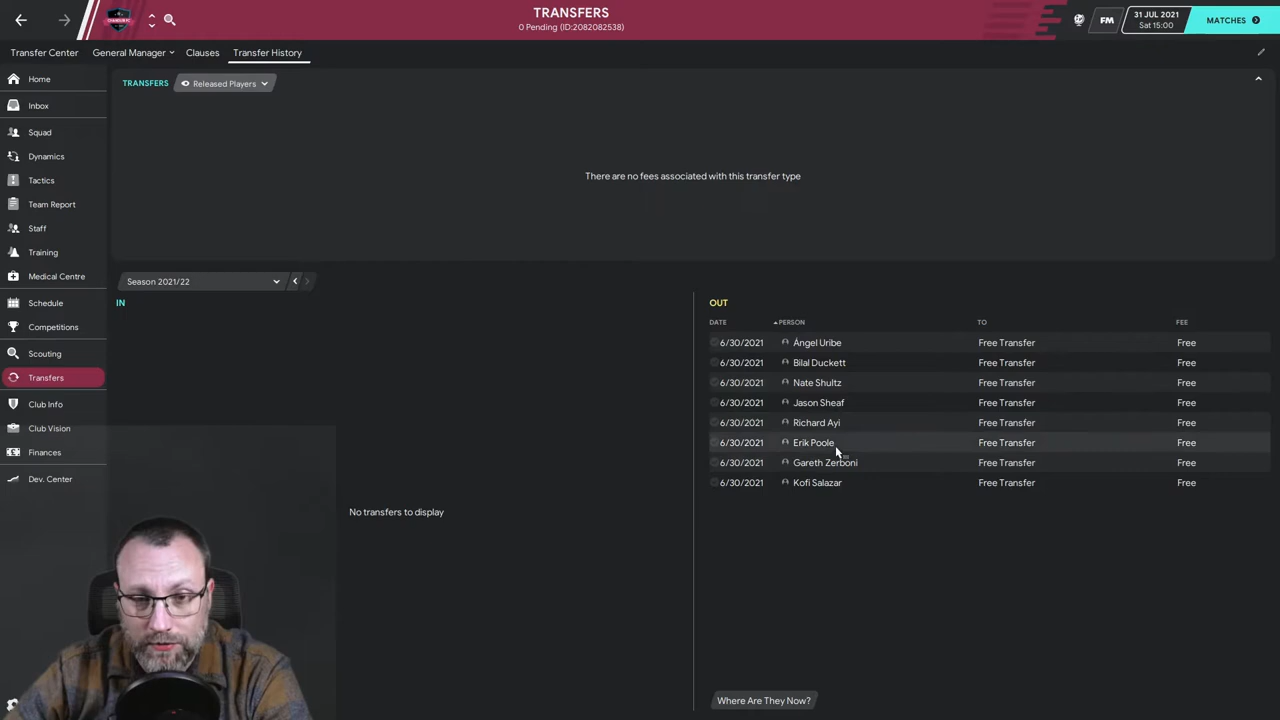 TRANSFERS
0 Pending (ID:2082082538)
FM
31 JUL 2021
Sat 15:00
MATCHES
Transfer Center
General Manager
Clauses
Transfer History
Home
Inbox
Squad
Dynamics
Tactics
Team Report
Staff
Training
Medical Centre
Schedule
Competitions
Scouting
Transfers
Club Info
Club Vision
Finances
Dev. Center
TRANSFERS
Released Players
There are no fees associated with this transfer type
Season 2021/22
IN
No transfers to display
OUT
DATE PERSON TO FEE
6/30/2021 Ángel Uribe Free Transfer Free
6/30/2021 Bilal Duckett Free Transfer Free
6/30/2021 Nate Shultz Free Transfer Free
6/30/2021 Jason Sheaf Free Transfer Free
6/30/2021 Richard Ayi Free Transfer Free
6/30/2021 Erik Poole Free Transfer Free
6/30/2021 Gareth Zerboni Free Transfer Free
6/30/2021 Kofi Salazar Free Transfer Free
Where Are They Now?